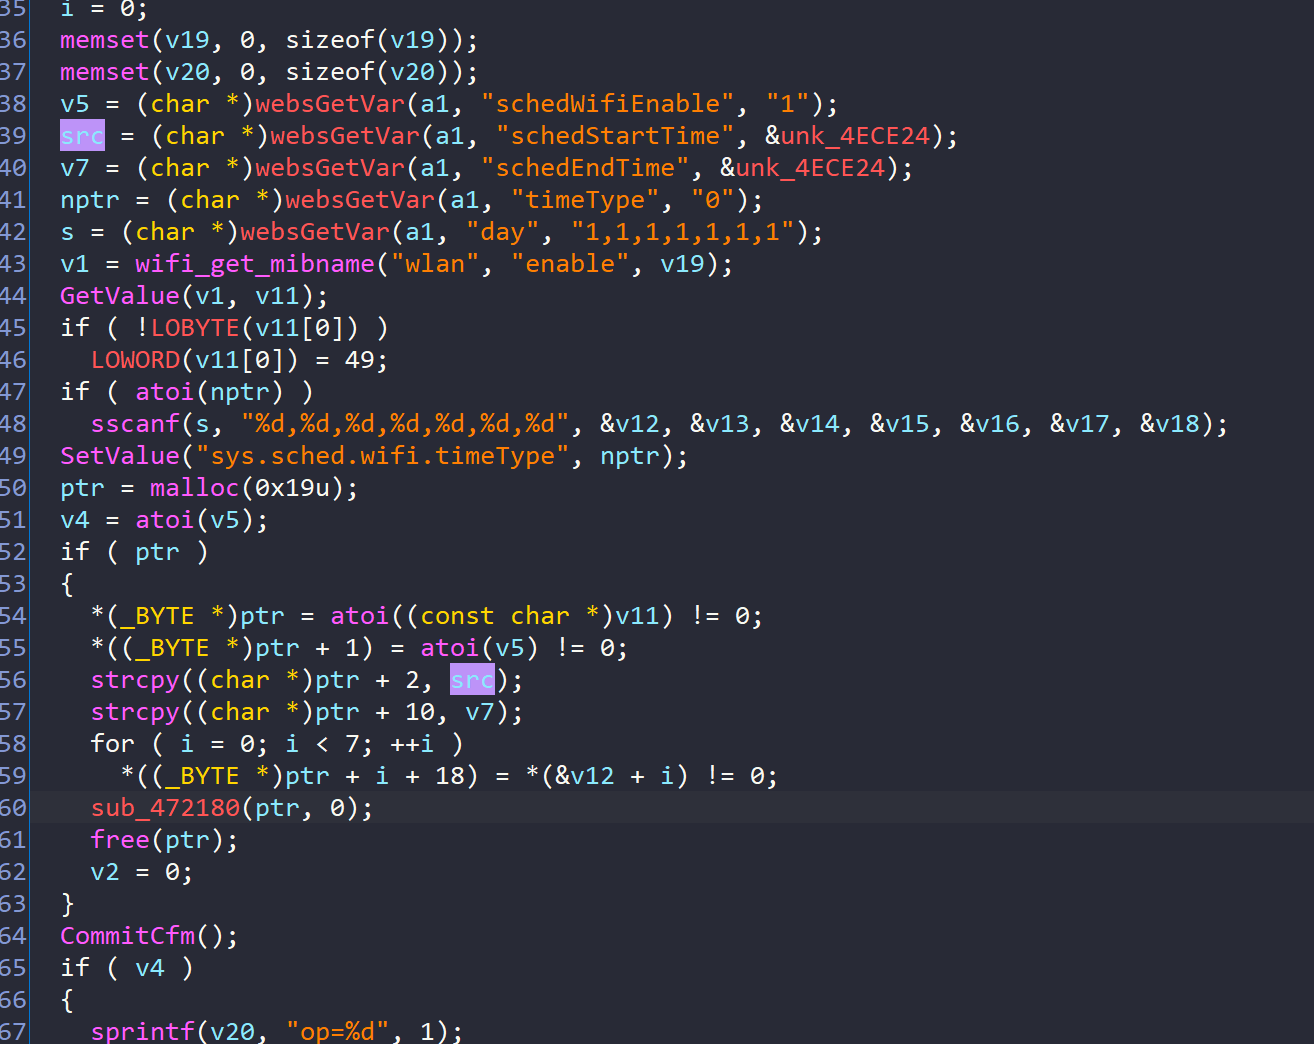 35   i = 0;
36   memset(v19, 0, sizeof(v19));
37   memset(v20, 0, sizeof(v20));
38   v5 = (char *)websGetVar(a1, "schedWifiEnable", "1");
39   src = (char *)websGetVar(a1, "schedStartTime", &unk_4ECE24);
40   v7 = (char *)websGetVar(a1, "schedEndTime", &unk_4ECE24);
41   nptr = (char *)websGetVar(a1, "timeType", "0");
42   s = (char *)websGetVar(a1, "day", "1,1,1,1,1,1,1");
43   v1 = wifi_get_mibname("wlan", "enable", v19);
44   GetValue(v1, v11);
45   if ( !LOBYTE(v11[0]) )
46     LOWORD(v11[0]) = 49;
47   if ( atoi(nptr) )
48     sscanf(s, "%d,%d,%d,%d,%d,%d,%d", &v12, &v13, &v14, &v15, &v16, &v17, &v18);
49   SetValue("sys.sched.wifi.timeType", nptr);
50   ptr = malloc(0x19u);
51   v4 = atoi(v5);
52   if ( ptr )
53   {
54     *(_BYTE *)ptr = atoi((const char *)v11) != 0;
55     *((_BYTE *)ptr + 1) = atoi(v5) != 0;
56     strcpy((char *)ptr + 2, src);
57     strcpy((char *)ptr + 10, v7);
58     for ( i = 0; i < 7; ++i )
59       *((_BYTE *)ptr + i + 18) = *(&v12 + i) != 0;
60     sub_472180(ptr, 0);
61     free(ptr);
62     v2 = 0;
63   }
64   CommitCfm();
65   if ( v4 )
66   {
67     sprintf(v20, "op=%d", 1);